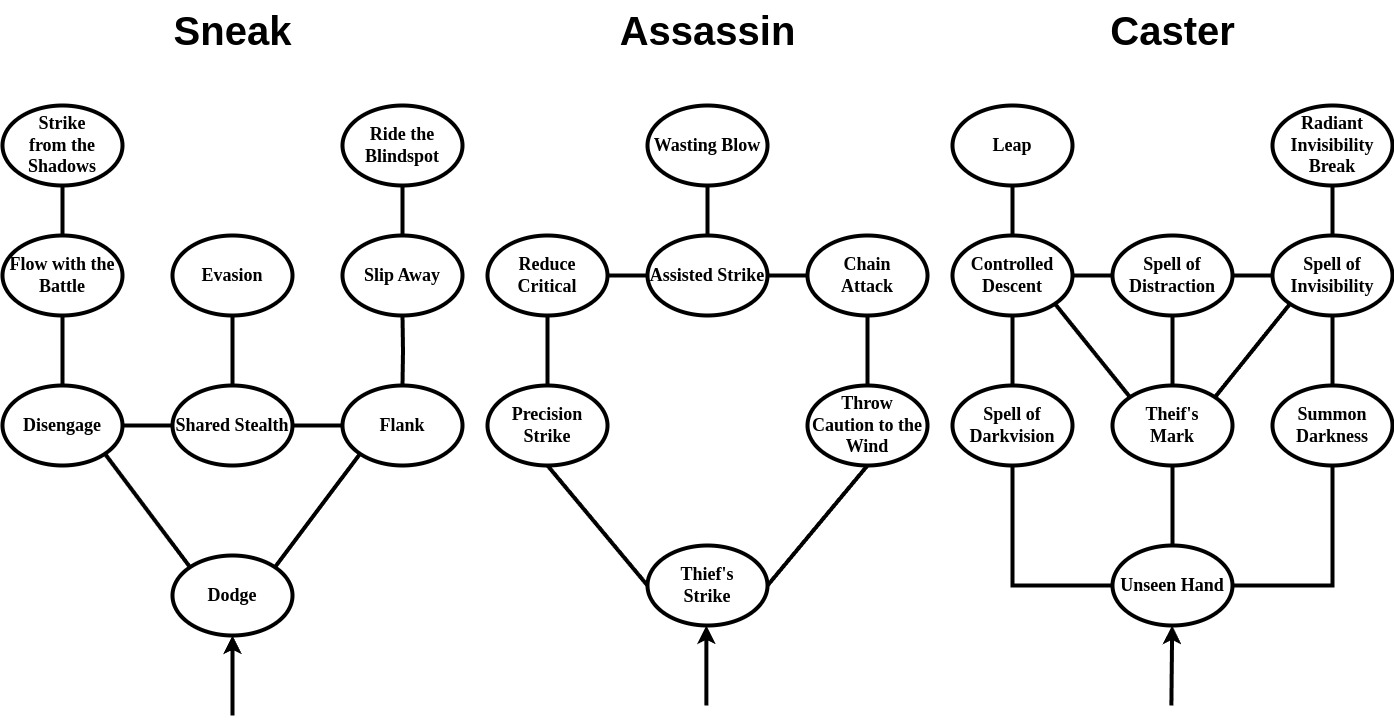 Sneak
Assassin
Caster
Strike
from the
Shadows
Ride the
Blindspot
Wasting Blow
Leap
Radiant
Invisibility
Break
Flow with the
Battle
Evasion
Slip Away
Reduce
Critical
Assisted Strike
Chain
Attack
Controlled
Descent
Spell of
Distraction
Spell of
Invisibility
Disengage
Shared Stealth
Flank
Precision
Strike
Throw
Caution to the
Wind
Spell of
Darkvision
Theif's
Mark
Summon
Darkness
Dodge
Thief's
Strike
Unseen Hand